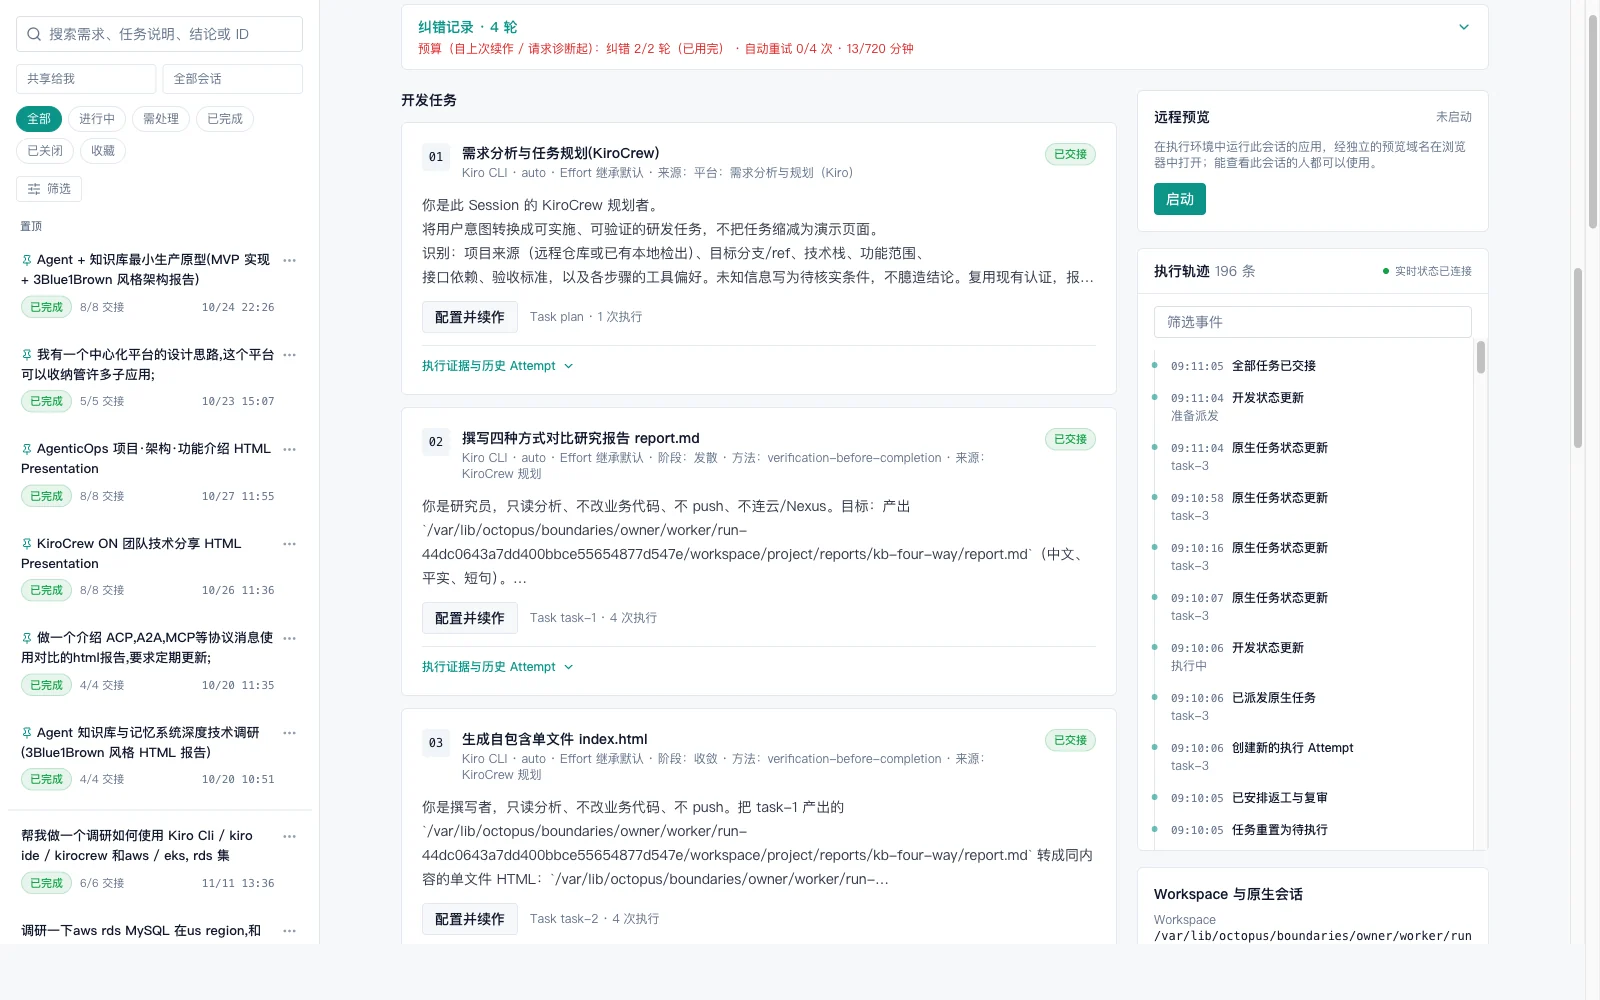 搜索需求、任务说明、结论或 ID
共享给我
全部会话
全部
进行中
需处理
已完成
已关闭
收藏
筛选
置顶
Agent + 知识库最小生产原型(MVP 实现
+ 3Blue1Brown 风格架构报告)
已完成
8/8 交接
10/24 22:26
我有一个中心化平台的设计思路,这个平台
可以收纳管许多子应用;
已完成
5/5 交接
10/23 15:07
AgenticOps 项目·架构·功能介绍 HTML
Presentation
已完成
8/8 交接
10/27 11:55
KiroCrew ON 团队技术分享 HTML
Presentation
已完成
8/8 交接
10/26 11:36
做一个介绍 ACP,A2A,MCP等协议消息使
用对比的html报告,要求定期更新;
已完成
4/4 交接
10/20 11:35
Agent 知识库与记忆系统深度技术调研
(3Blue1Brown 风格 HTML 报告)
已完成
4/4 交接
10/20 10:51
帮我做一个调研如何使用 Kiro Cli / kiro
ide / kirocrew 和aws / eks, rds 集
已完成
6/6 交接
11/11 13:36
调研一下aws rds MySQL 在us region,和
纠错记录 · 4 轮
预算（自上次续作 / 请求诊断起）：纠错 2/2 轮（已用完） · 自动重试 0/4 次 · 13/720 分钟
开发任务
01
需求分析与任务规划(KiroCrew)
已交接
Kiro CLI · auto · Effort 继承默认 · 来源：平台：需求分析与规划（Kiro）
你是此 Session 的 KiroCrew 规划者。
将用户意图转换成可实施、可验证的研发任务，不把任务缩减为演示页面。
识别：项目来源（远程仓库或已有本地检出）、目标分支/ref、技术栈、功能范围、
接口依赖、验收标准，以及各步骤的工具偏好。未知信息写为待核实条件，不臆造结论。复用现有认证，报…
配置并续作
Task plan · 1 次执行
执行证据与历史 Attempt
02
撰写四种方式对比研究报告 report.md
已交接
Kiro CLI · auto · Effort 继承默认 · 阶段：发散 · 方法：verification-before-completion · 来源：
KiroCrew 规划
你是研究员，只读分析、不改业务代码、不 push、不连云/Nexus。目标：产出
`/var/lib/octopus/boundaries/owner/worker/run-
44dc0643a7dd400bbce55654877d547e/workspace/project/reports/kb-four-way/report.md`（中文、
平实、短句）。…
配置并续作
Task task-1 · 4 次执行
执行证据与历史 Attempt
03
生成自包含单文件 index.html
已交接
Kiro CLI · auto · Effort 继承默认 · 阶段：收敛 · 方法：verification-before-completion · 来源：
KiroCrew 规划
你是撰写者，只读分析、不改业务代码、不 push。把 task-1 产出的
`/var/lib/octopus/boundaries/owner/worker/run-
44dc0643a7dd400bbce55654877d547e/workspace/project/reports/kb-four-way/report.md` 转成同内
容的单文件 HTML：`/var/lib/octopus/boundaries/owner/worker/run-…
配置并续作
Task task-2 · 4 次执行
远程预览
未启动
在执行环境中运行此会话的应用，经独立的预览域名在浏览
器中打开；能查看此会话的人都可以使用。
启动
执行轨迹 196 条
实时状态已连接
筛选事件
09:11:05 全部任务已交接
09:11:04 开发状态更新
准备派发
09:11:04 原生任务状态更新
task-3
09:10:58 原生任务状态更新
task-3
09:10:16 原生任务状态更新
task-3
09:10:07 原生任务状态更新
task-3
09:10:06 开发状态更新
执行中
09:10:06 已派发原生任务
task-3
09:10:06 创建新的执行 Attempt
task-3
09:10:05 已安排返工与复审
09:10:05 任务重置为待执行
Workspace 与原生会话
Workspace
/var/lib/octopus/boundaries/owner/worker/run